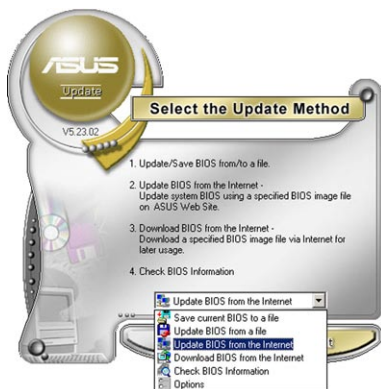 ASUS
Update
V5.23.02
Select the Update Method
1. Update/Save BIOS from/to a file.
2. Update BIOS from the Internet -
Update system BIOS using a specified BIOS image file
on ASUS Web Site.
3. Download BIOS from the Internet -
Download a specified BIOS image file via Internet for
later usage.
4. Check BIOS Information
Update BIOS from the Internet
Save current BIOS to a file
Update BIOS from a file
Update BIOS from the Internet
Download BIOS from the Internet
Check BIOS Information
Options